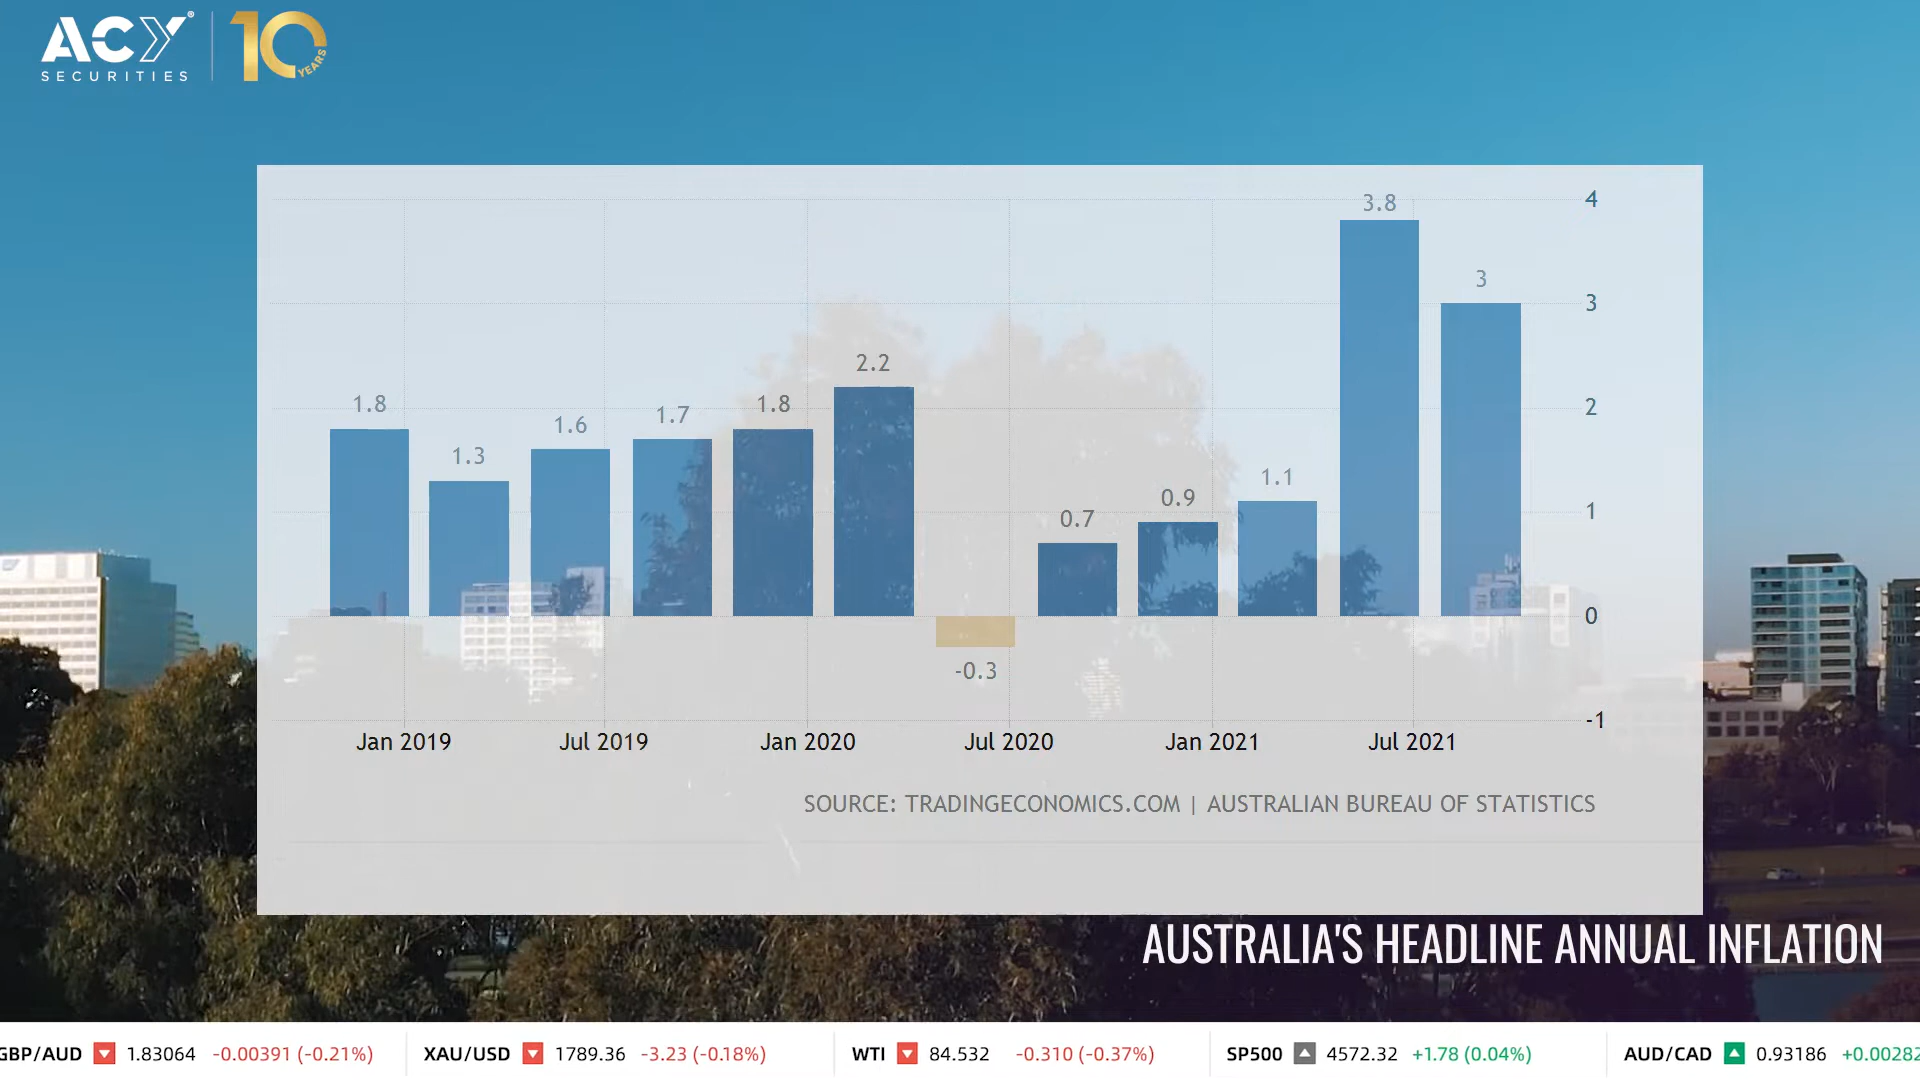 ACY®
SECURITIES
10
YEARS
4
3
2
1
0
-1
1.8
1.3
1.6
1.7
1.8
2.2
-0.3
0.7
0.9
1.1
3.8
3
Jan 2019 Jul 2019 Jan 2020 Jul 2020 Jan 2021 Jul 2021
SOURCE: TRADINGECONOMICS.COM | AUSTRALIAN BUREAU OF STATISTICS
AUSTRALIA'S HEADLINE ANNUAL INFLATION
GBP/AUD 1.83064 -0.00391 (-0.21%) XAU/USD 1789.36 -3.23 (-0.18%) WTI 84.532 -0.310 (-0.37%) SP500 4572.32 +1.78 (0.04%) AUD/CAD 0.93186 +0.00282